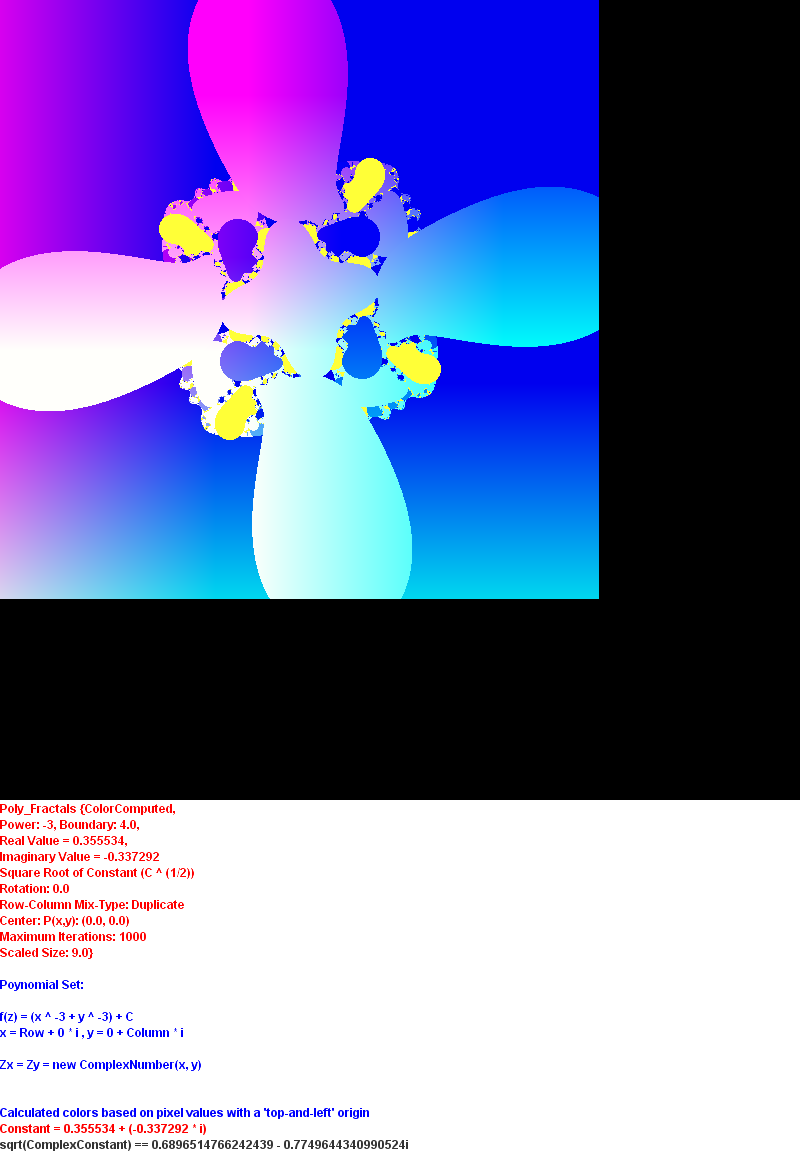 Poly_Fractals {ColorComputed,
Power: -3, Boundary: 4.0,
Real Value = 0.355534,
Imaginary Value = -0.337292
Square Root of Constant (C ^ (1/2))
Rotation: 0.0
Row-Column Mix-Type: Duplicate
Center: P(x,y): (0.0, 0.0)
Maximum Iterations: 1000
Scaled Size: 9.0}
Poynomial Set:
f(z) = (x ^ -3 + y ^ -3) + C
x = Row + 0 * i , y = 0 + Column * i
Zx = Zy = new ComplexNumber(x, y)
Calculated colors based on pixel values with a 'top-and-left' origin
Constant = 0.355534 + (-0.337292 * i)
sqrt(ComplexConstant) == 0.6896514766242439 - 0.7749644340990524i